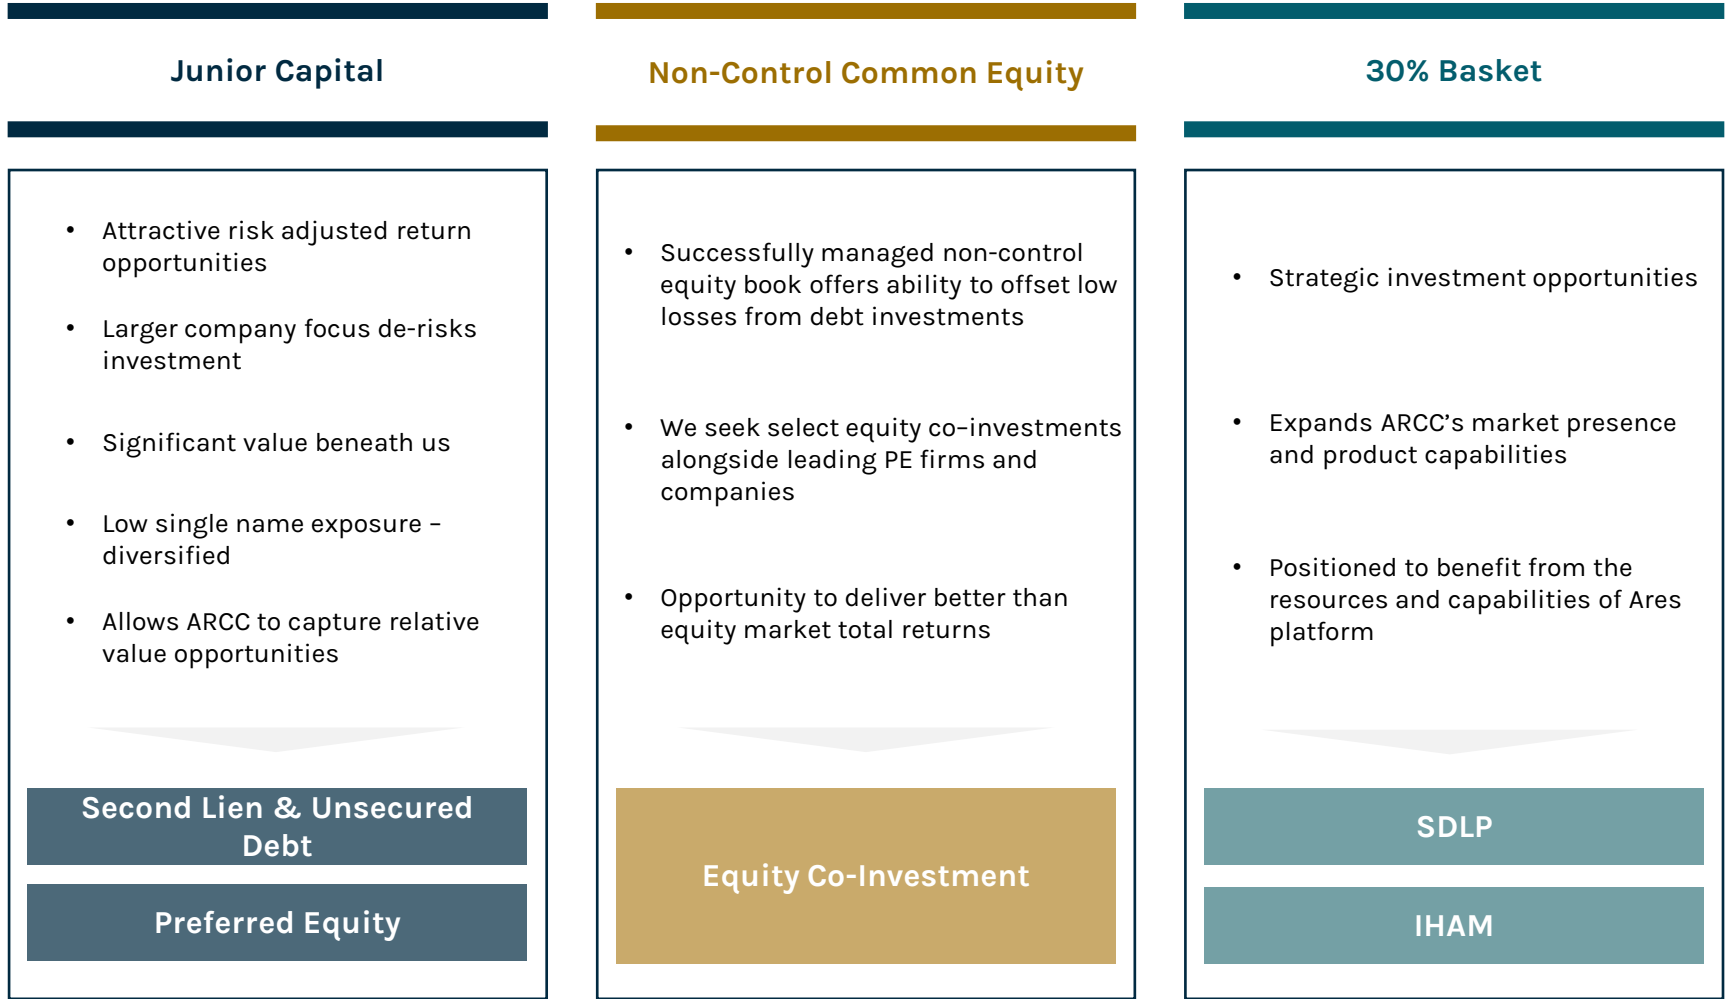 Junior Capital
• Attractive risk adjusted return
opportunities
• Larger company focus de-risks
investment
• Significant value beneath us
• Low single name exposure –
diversified
• Allows ARCC to capture relative
value opportunities
Second Lien & Unsecured
Debt
Preferred Equity
Non-Control Common Equity
• Successfully managed non-control
equity book offers ability to offset low
losses from debt investments
• We seek select equity co–investments
alongside leading PE firms and
companies
• Opportunity to deliver better than
equity market total returns
Equity Co-Investment
30% Basket
• Strategic investment opportunities
• Expands ARCC’s market presence
and product capabilities
• Positioned to benefit from the
resources and capabilities of Ares
platform
SDLP
IHAM